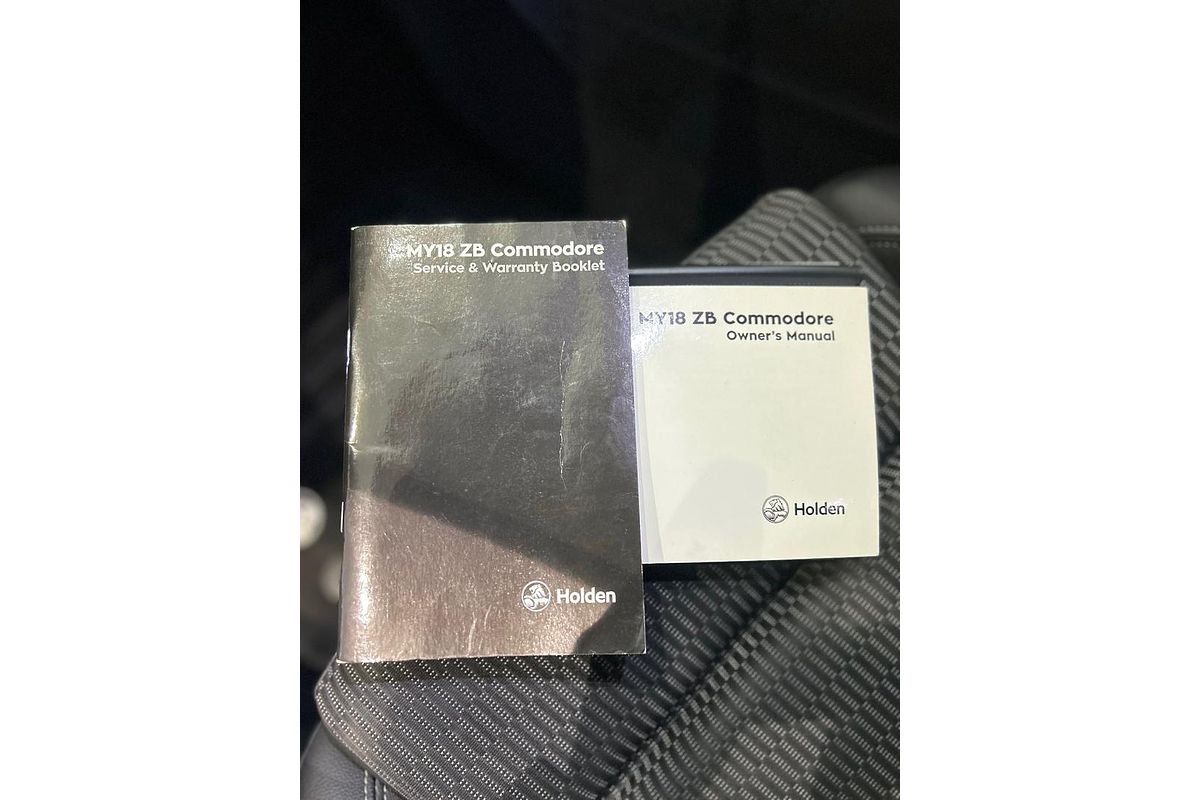 MY18 ZB Commodore
Service & Warranty Booklet
Holden
MY18 ZB Commodore
Owner's Manual
Holden